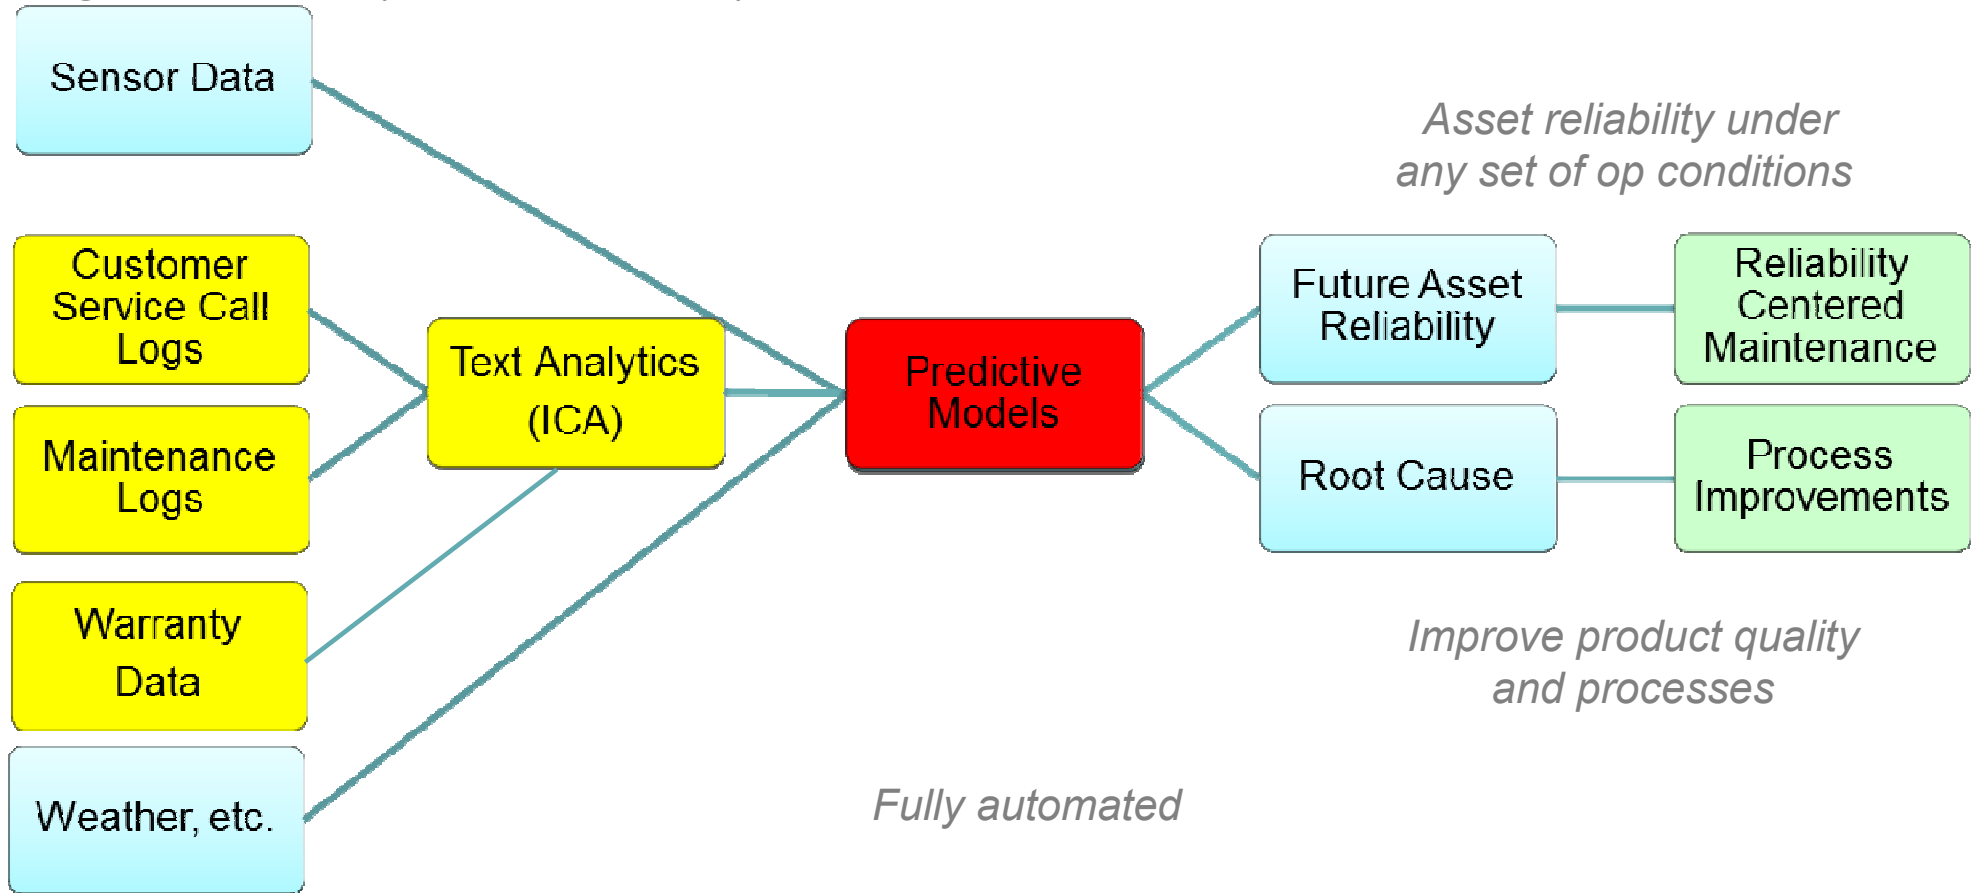 Sensor Data
Customer
Service Call
Logs
Maintenance
Logs
Warranty
Data
Weather, etc.
Text Analytics
(ICA)
Predictive
Models
Asset reliability under
any set of op conditions
Future Asset
Reliability
Reliability
Centered
Maintenance
Root Cause
Process
Improvements
Improve product quality
and processes
Fully automated